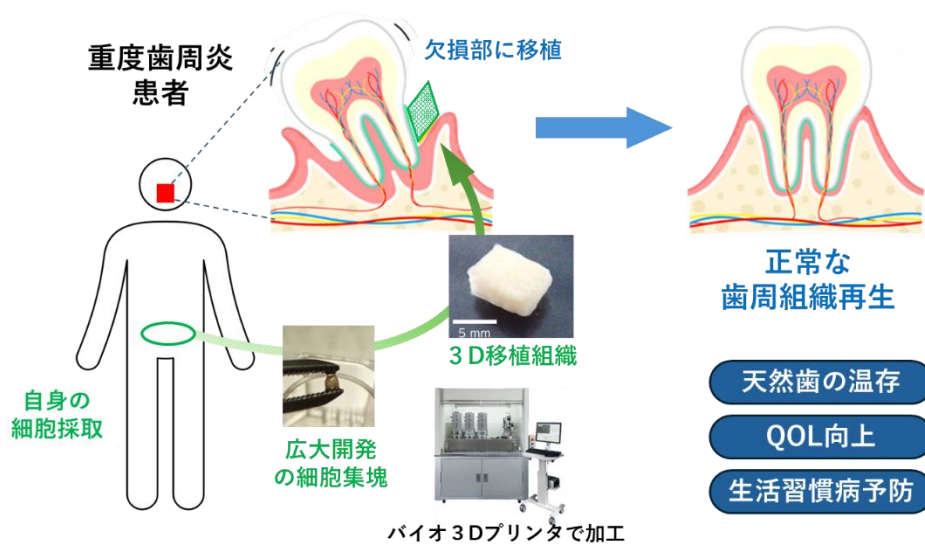 重度歯周炎
患者
欠損部に移植
自身の
細胞採取
広大開発
の細胞集塊
5 mm
３Ｄ移植組織
バイオ３Ｄプリンタで加工
正常な
歯周組織再生
天然歯の温存
QOL向上
生活習慣病予防